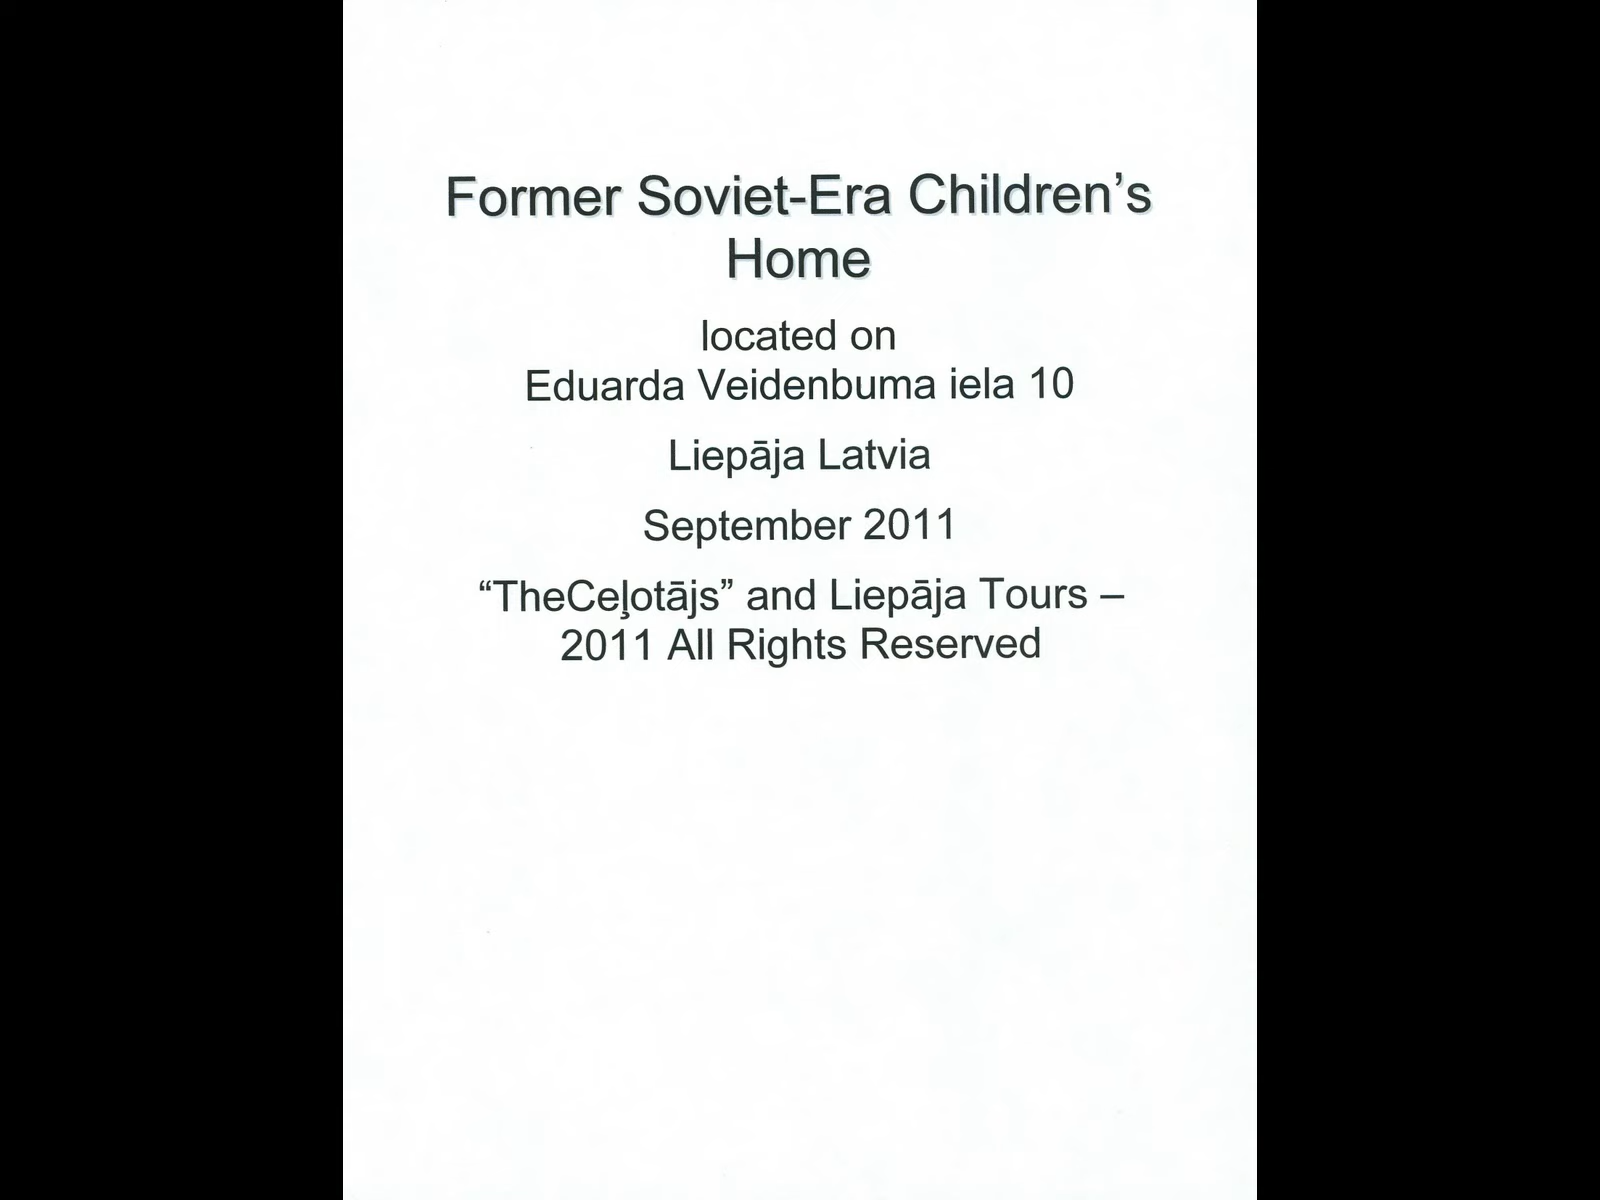 Former Soviet-Era Children’s
Home
located on
Eduarda Veidenbuma iela 10
Liepāja Latvia
September 2011
“TheCeļotājs” and Liepāja Tours –
2011 All Rights Reserved